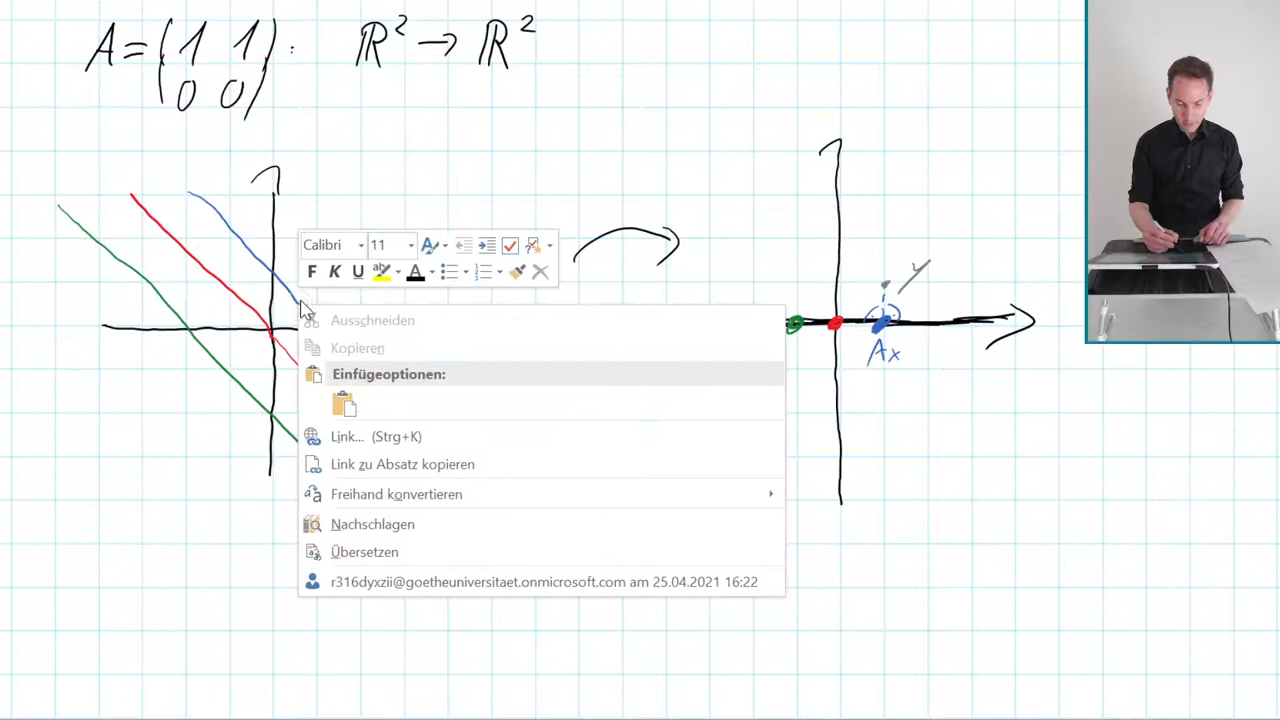 A = ( 1 1 ) : ℝ² → ℝ²
0 0
Calibri 11
F K U ab A
Ausschneiden
Kopieren
Einfügeoptionen:
Link... (Strg+K)
Link zu Absatz kopieren
Freihand konvertieren
Nachschlagen
Übersetzen
r316dyxzii@goetheuniversitaet.onmicrosoft.com am 25.04.2021 16:22
y
Ax